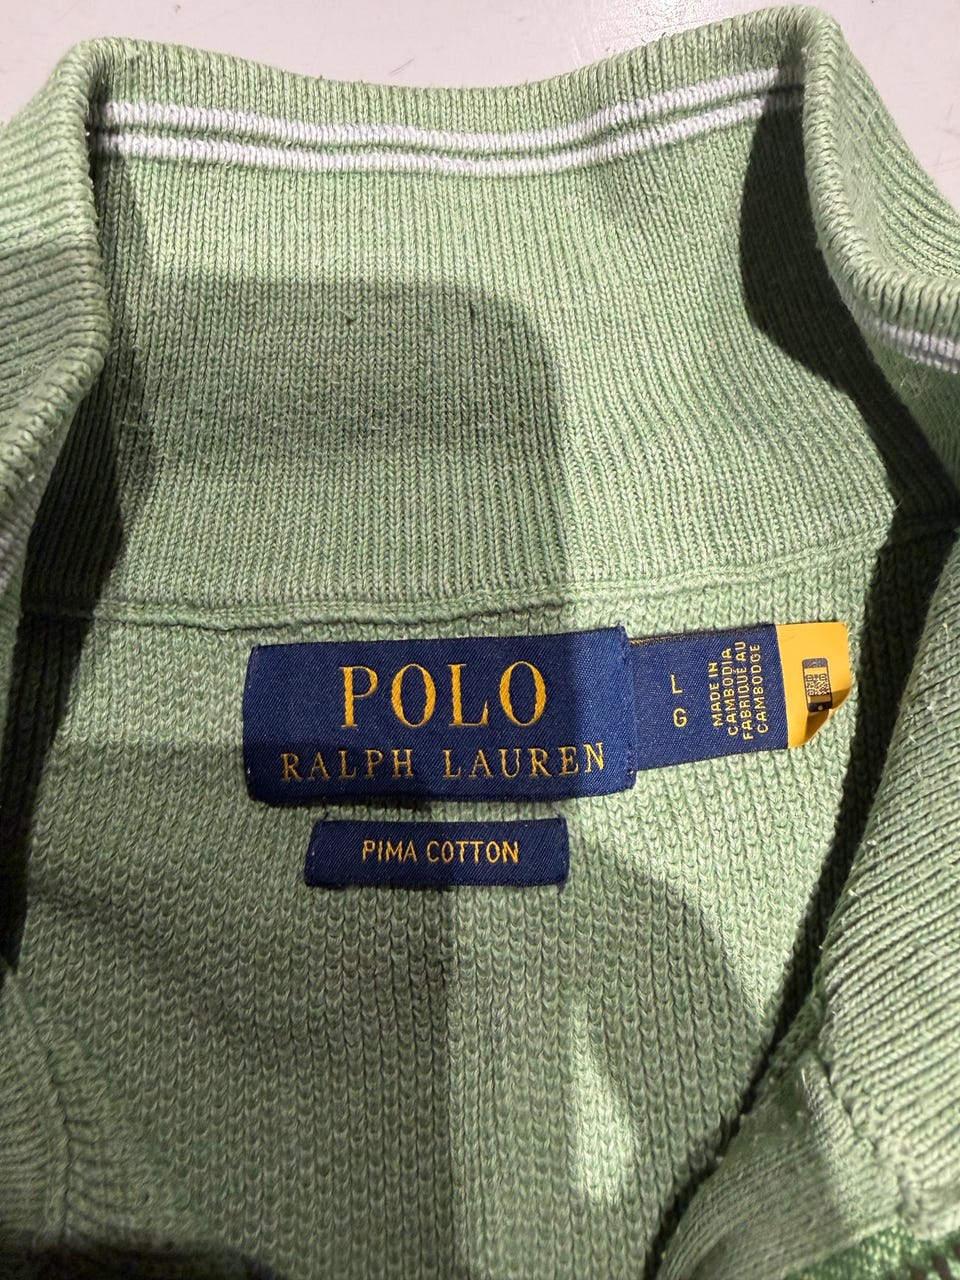 POLO
RALPH LAUREN
L
G
MADE IN
CAMBODIA
FABRIQUÉ AU
CAMBODGE
PIMA COTTON